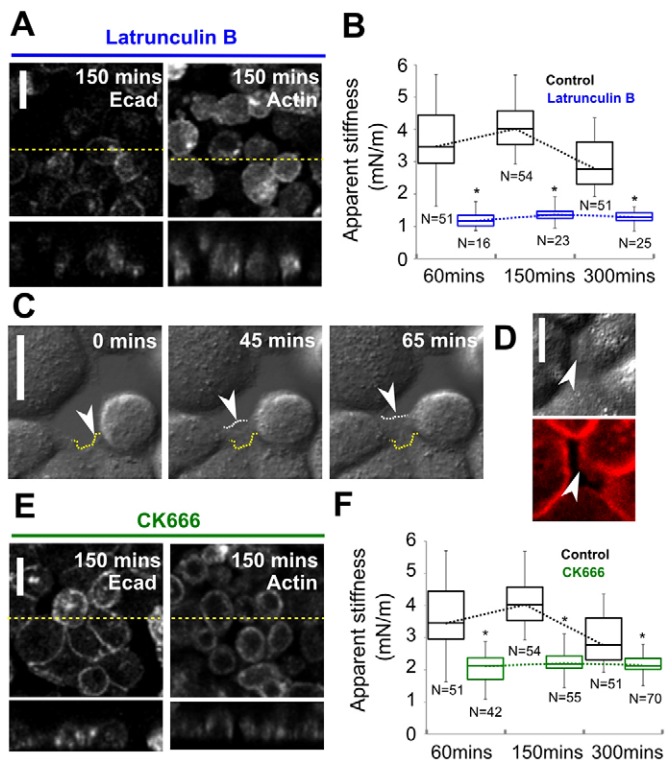 A
Latrunculin B
150 mins
Ecad
150 mins
Actin
B
Apparent stiffness
(mN/m)
6
5
4
3
2
1
0
Control
Latrunculin B
N=51
N=54
N=51
*
*
*
N=16
N=23
N=25
60mins
150mins
300mins
C
0 mins
45 mins
65 mins
D
E
CK666
150 mins
Ecad
150 mins
Actin
F
Apparent stiffness
(mN/m)
6
5
4
3
2
1
0
Control
CK666
*
*
*
N=51
N=54
N=51
N=42
N=55
N=70
60mins
150mins
300mins